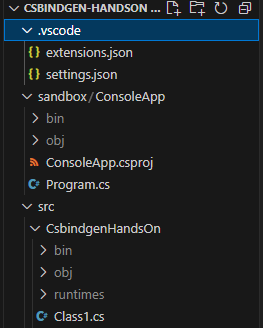 CSBINDGEN-HANDSON ...
.vscode
{} extensions.json
{} settings.json
sandbox / ConsoleApp
bin
obj
ConsoleApp.csproj
C# Program.cs
src
CsbindgenHandsOn
bin
obj
runtimes
C# Class1.cs